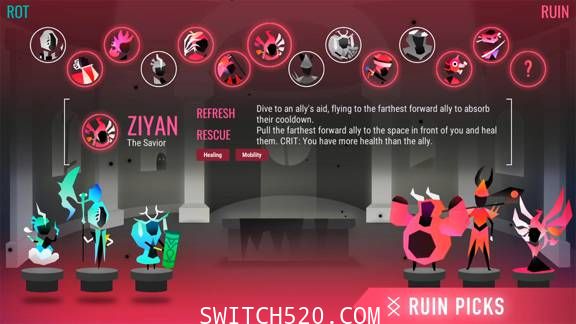 ROT
RUIN
?
ZIYAN
The Savior
REFRESH
RESCUE
Dive to an ally's aid, flying to the farthest forward ally to absorb
their cooldown.
Pull the farthest forward ally to the space in front of you and heal
them. CRIT: You have more health than the ally.
Healing
Mobility
RUIN PICKS
SWITCH520.COM